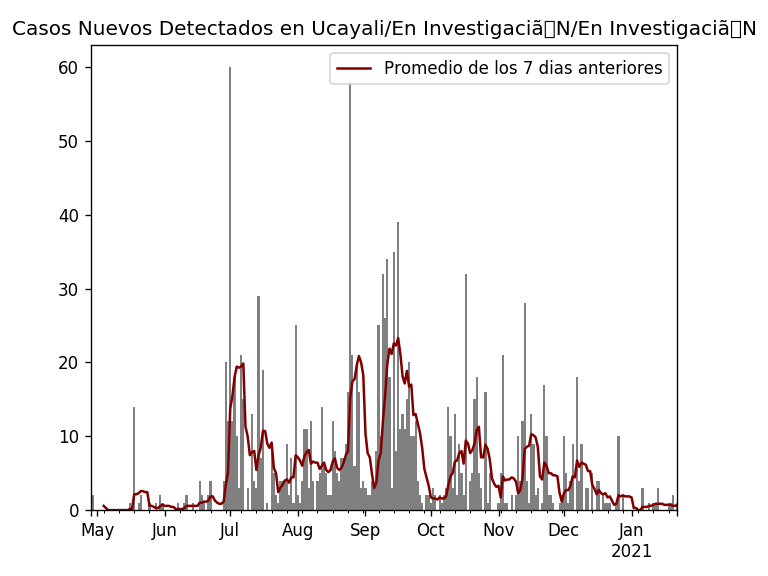 Casos Nuevos Detectados en Ucayali/En Investigaciã▯N/En Investigaciã▯N
Promedio de los 7 dias anteriores
60
50
40
30
20
10
0
May Jun Jul Aug Sep Oct Nov Dec Jan
2021